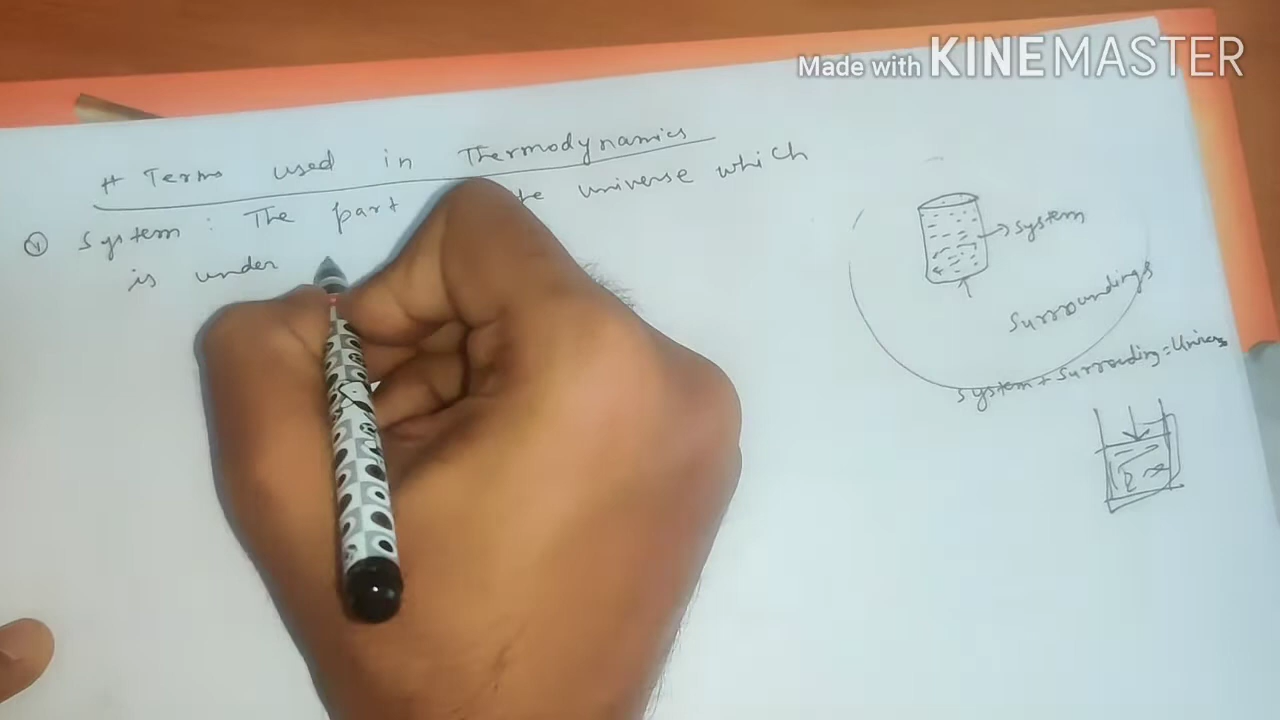 Made with KINEMASTER
# Terms used in Thermodynamics
System : The part the universe which
is under
→ system
Surroundings
System + Surrounding = Univers